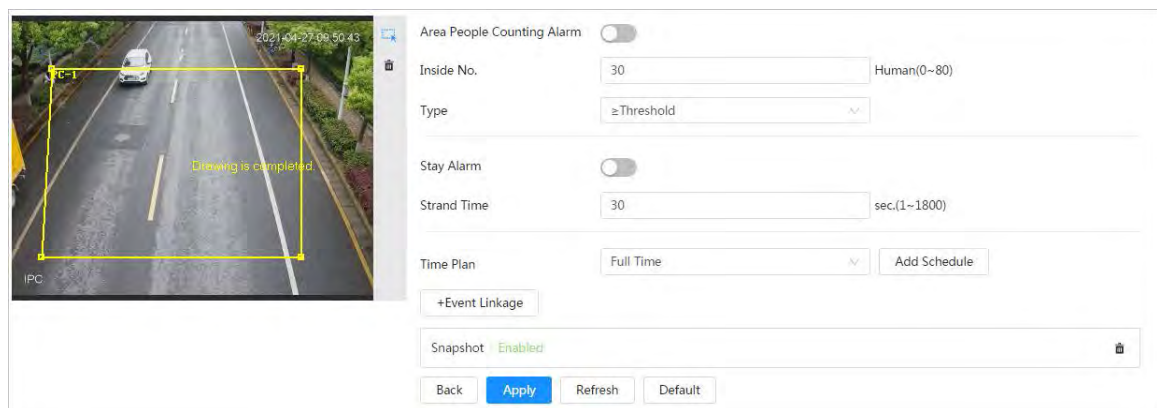 2021-04-27 09:50:43
PC-1
Drewing is completed.
IPC
Area People Counting Alarm
Inside No. 30 Human(0~80)
Type ≥Threshold
Stay Alarm
Strand Time 30 sec.(1~1800)
Time Plan Full Time Add Schedule
+Event Linkage
Snapshot Enabled
Back Apply Refresh Default